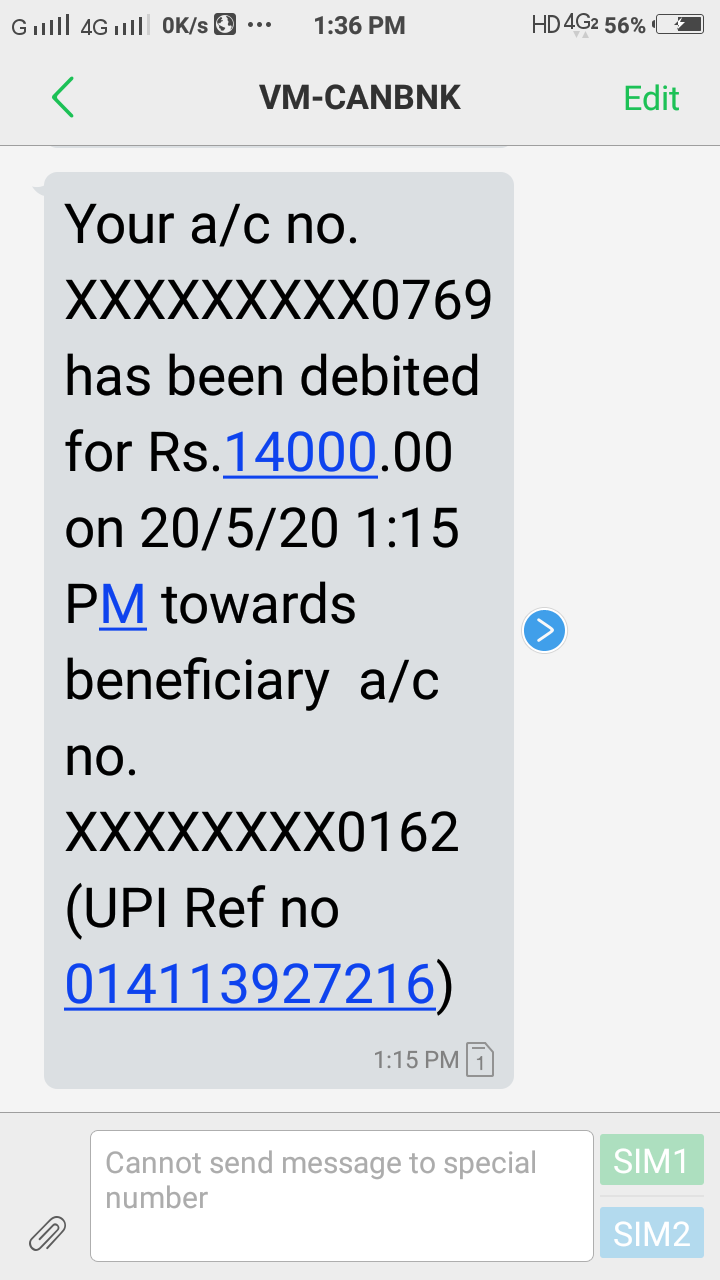 G 4G 0K/s ... 1:36 PM HD 4G2 56%
VM-CANBNK Edit
Your a/c no.
XXXXXXXXX0769
has been debited
for Rs.14000.00
on 20/5/20 1:15
PM towards
beneficiary  a/c
no.
XXXXXXXX0162
(UPI Ref no
014113927216)
1:15 PM 1
Cannot send message to special
number
SIM1
SIM2